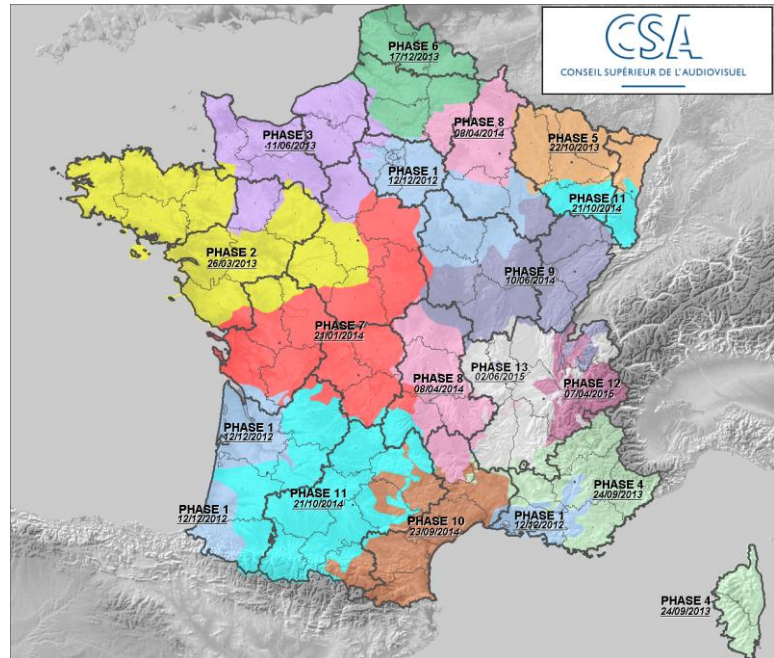 CSA
CONSEIL SUPÉRIEUR DE L'AUDIOVISUEL
PHASE 6
17/12/2013
PHASE 3
11/06/2013
PHASE 8
08/04/2014
PHASE 5
22/10/2013
PHASE 1
12/12/2012
PHASE 11
21/10/2014
PHASE 2
26/03/2013
PHASE 9
10/06/2014
PHASE 7
21/01/2014
PHASE 8
08/04/2014
PHASE 13
02/06/2015
PHASE 12
07/04/2015
PHASE 1
12/12/2012
PHASE 11
21/10/2014
PHASE 4
24/09/2013
PHASE 1
12/12/2012
PHASE 10
23/09/2014
PHASE 1
12/12/2012
PHASE 4
24/09/2013